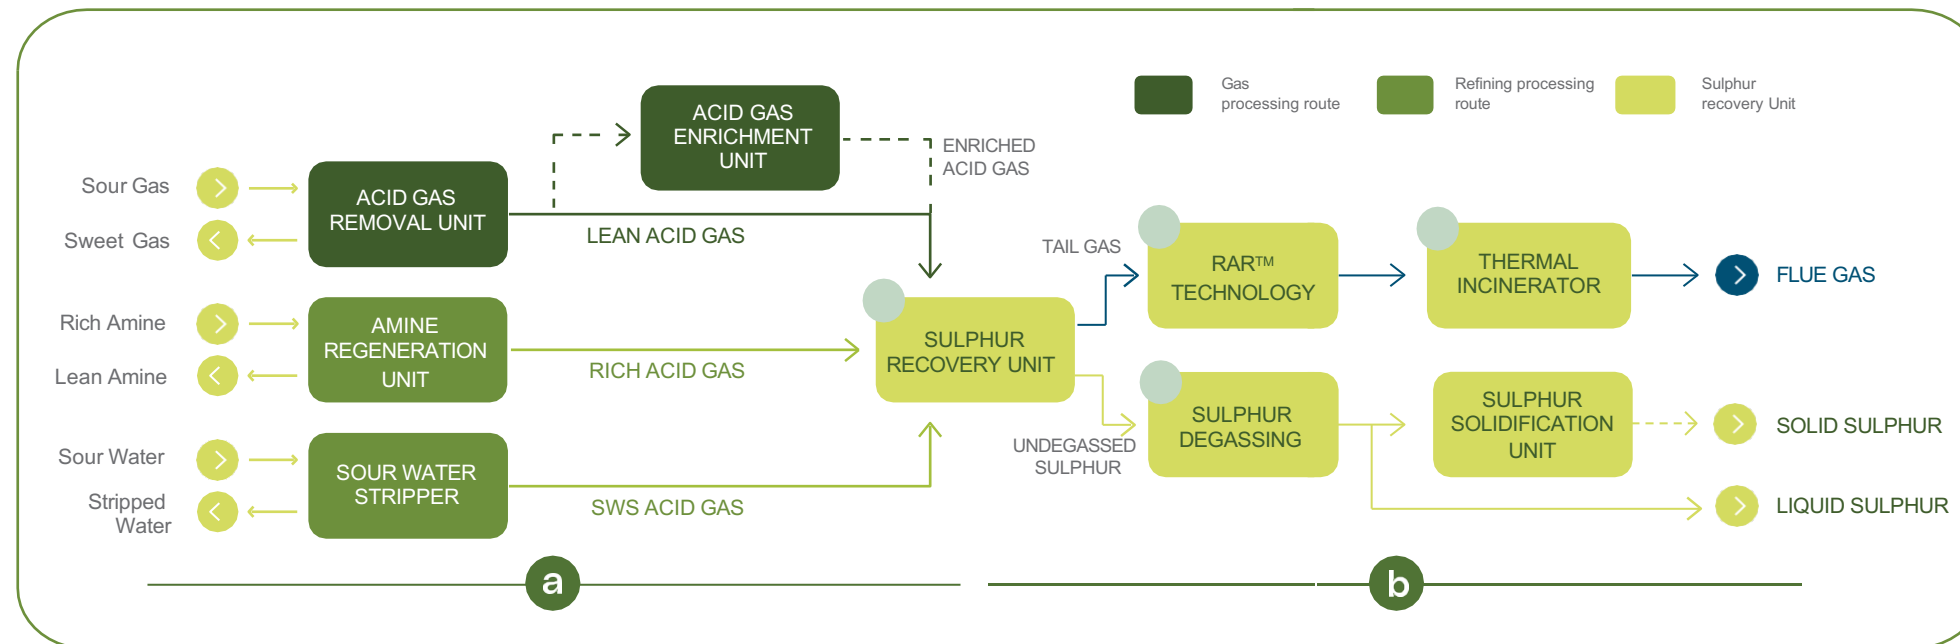 Gas
processing route
Refining processing
route
Sulphur
recovery Unit
ACID GAS
ENRICHMENT
UNIT
ENRICHED
ACID GAS
Sour Gas
Sweet Gas
ACID GAS
REMOVAL UNIT
LEAN ACID GAS
Rich Amine
Lean Amine
AMINE
REGENERATION
UNIT
RICH ACID GAS
Sour Water
Stripped
Water
SOUR WATER
STRIPPER
SWS ACID GAS
SULPHUR
RECOVERY UNIT
TAIL GAS
RAR™
TECHNOLOGY
THERMAL
INCINERATOR
FLUE GAS
UNDEGASSED
SULPHUR
SULPHUR
DEGASSING
SULPHUR
SOLIDIFICATION
UNIT
SOLID SULPHUR
LIQUID SULPHUR
a
b